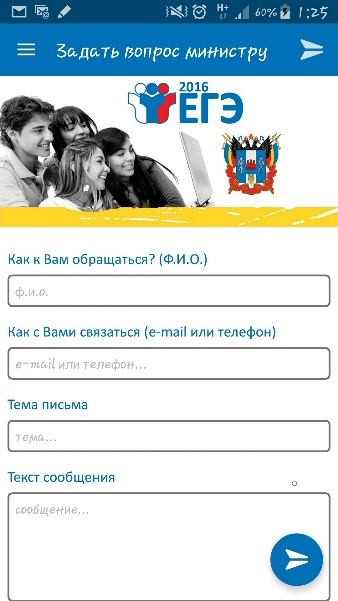 H+
60%
1:25
Задать вопрос министру
2016
ЕГЭ
Как к Вам обращаться? (Ф.И.О.)
ф.и.о.
Как с Вами связаться (e-mail или телефон)
e-mail или телефон...
Тема письма
тема...
Текст сообщения
сообщение...